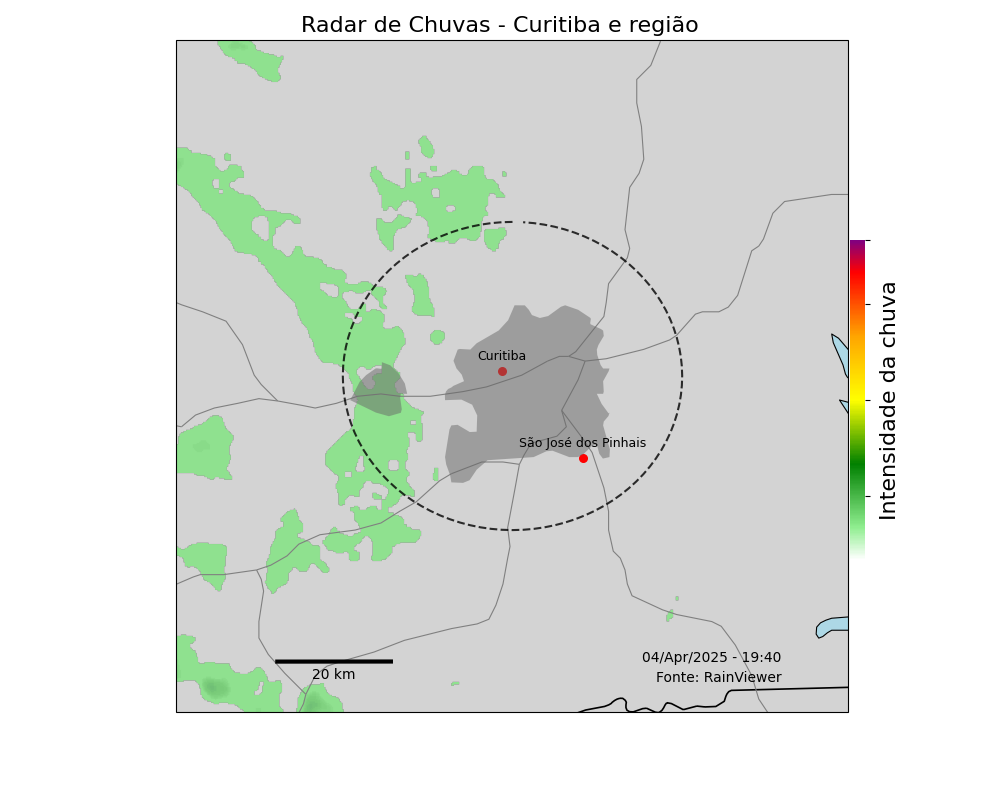 Radar de Chuvas - Curitiba e região
Curitiba
São José dos Pinhais
Intensidade da chuva
04/Apr/2025 - 19:40
20 km
Fonte: RainViewer